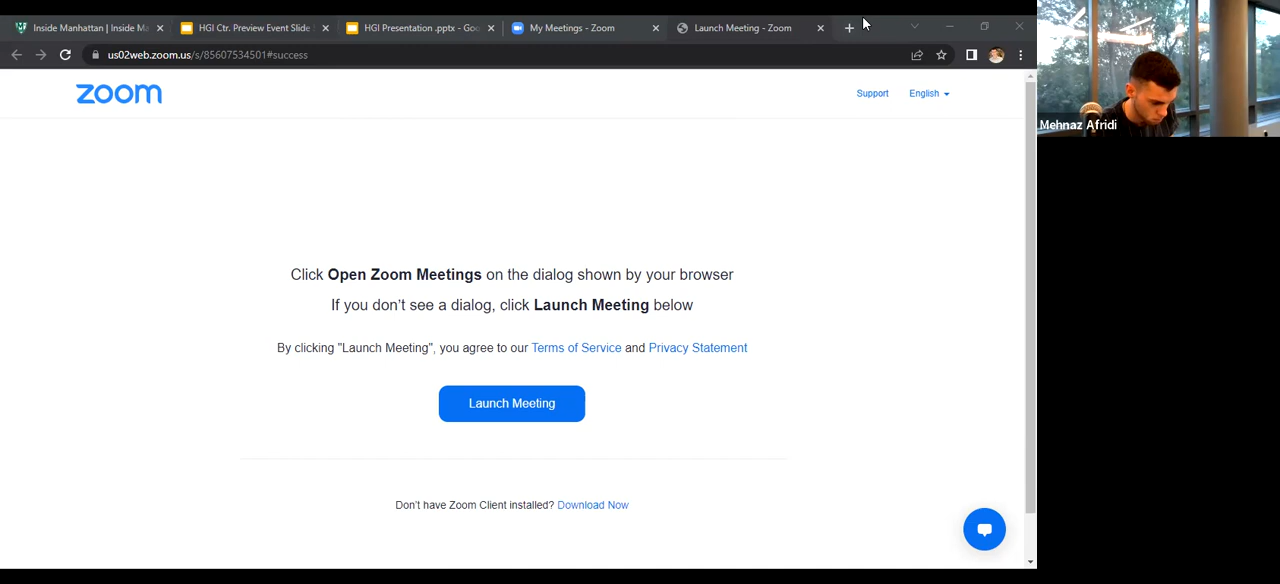 Inside Manhattan | Inside Ma
HGI Ctr. Preview Event Slide
HGI Presentation .pptx - Goo
My Meetings - Zoom
Launch Meeting - Zoom
us02web.zoom.us/s/85607534501#success
zoom
Support
English
Click Open Zoom Meetings on the dialog shown by your browser
If you don't see a dialog, click Launch Meeting below
By clicking "Launch Meeting", you agree to our Terms of Service and Privacy Statement
Launch Meeting
Don't have Zoom Client installed? Download Now
Mehnaz Afridi